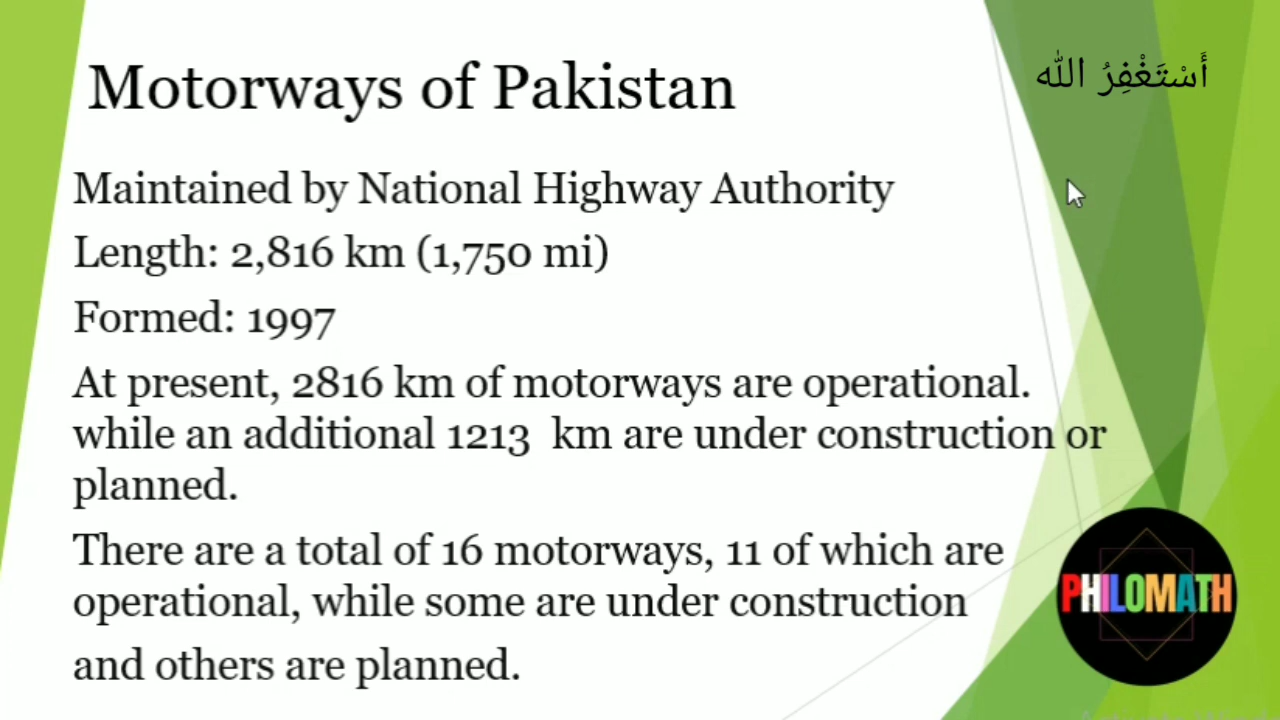 Motorways of Pakistan
أَسْتَغْفِرُ الله
Maintained by National Highway Authority
Length: 2,816 km (1,750 mi)
Formed: 1997
At present, 2816 km of motorways are operational.
while an additional 1213 km are under construction or
planned.
There are a total of 16 motorways, 11 of which are
operational, while some are under construction
and others are planned.
PHILOMATH